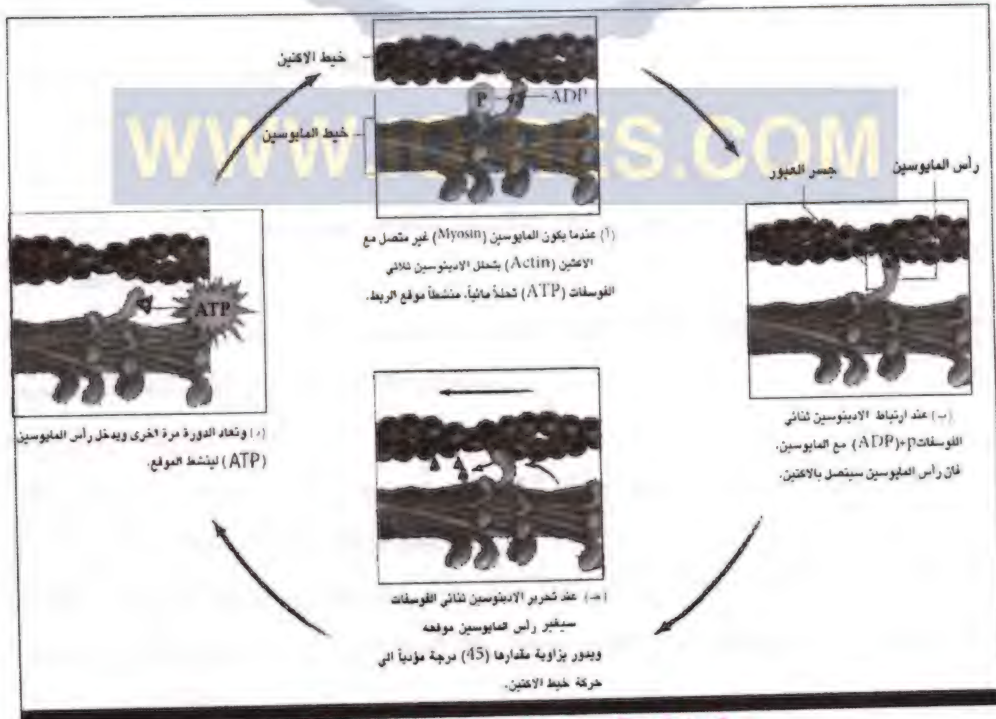 خيط الاكتين
P
ADP
خيط المايوسين
WWW.
ES.COM
رأس المايوسين
جسر العبور
(أ) عندما يكون المايوسين (Myosin) غير متصل مع
الاكتين (Actin) يتحلل الادينوسين ثلاثي
الفوسفات (ATP) تحللاً مائياً، منشطاً موقع الربط.
ATP
(ب) عند ارتباط الادينوسين ثنائي
الفوسفات ADP)+p) مع المايوسين،
فان رأس المايوسين سيتصل بالاكتين.
(د) وتعاد الدورة مرة اخرى ويدخل رأس المايوسين
(ATP) لينشط الموقع.
(جـ) عند تحرير الادينوسين ثنائي الفوسفات
سيغير رأس المايوسين موقعه
ويدور بزاوية مقدارها (45) درجة مؤدياً الى
حركة خيط الاكتين.